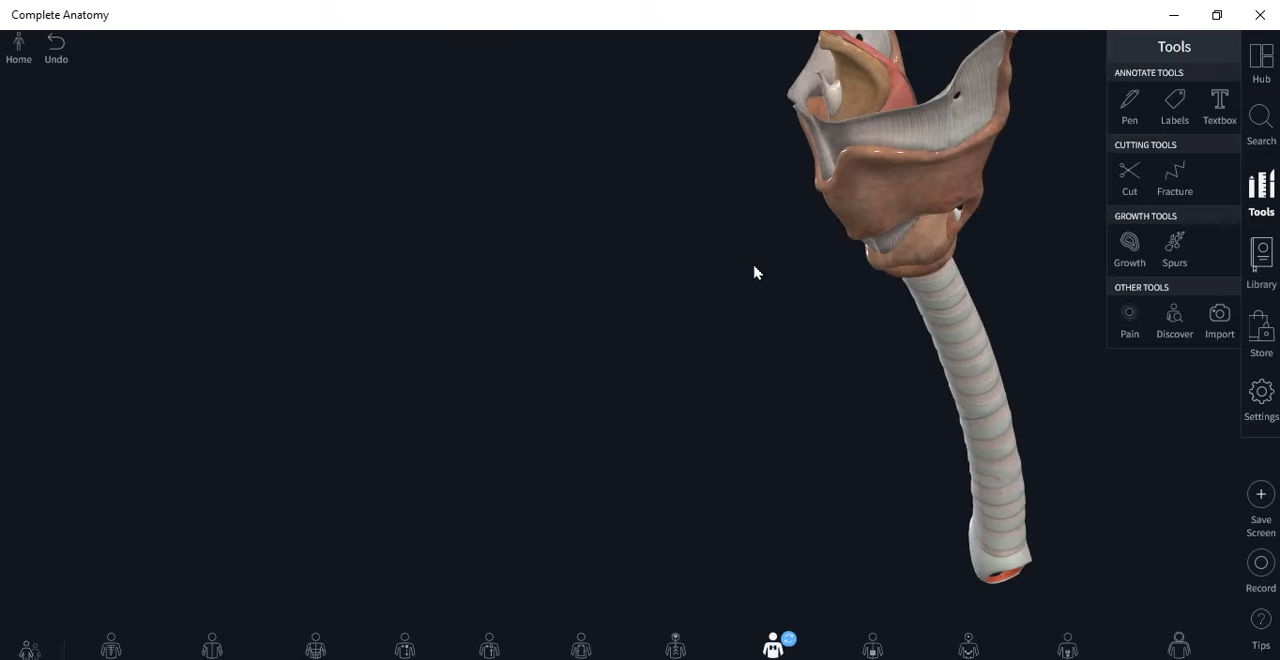 Complete Anatomy
Home Undo
Tools
ANNOTATE TOOLS
Pen Labels Textbox
CUTTING TOOLS
Cut Fracture
GROWTH TOOLS
Growth Spurs
OTHER TOOLS
Pain Discover Import
Hub
Search
Tools
Library
Store
Settings
Save
Screen
Record
Tips